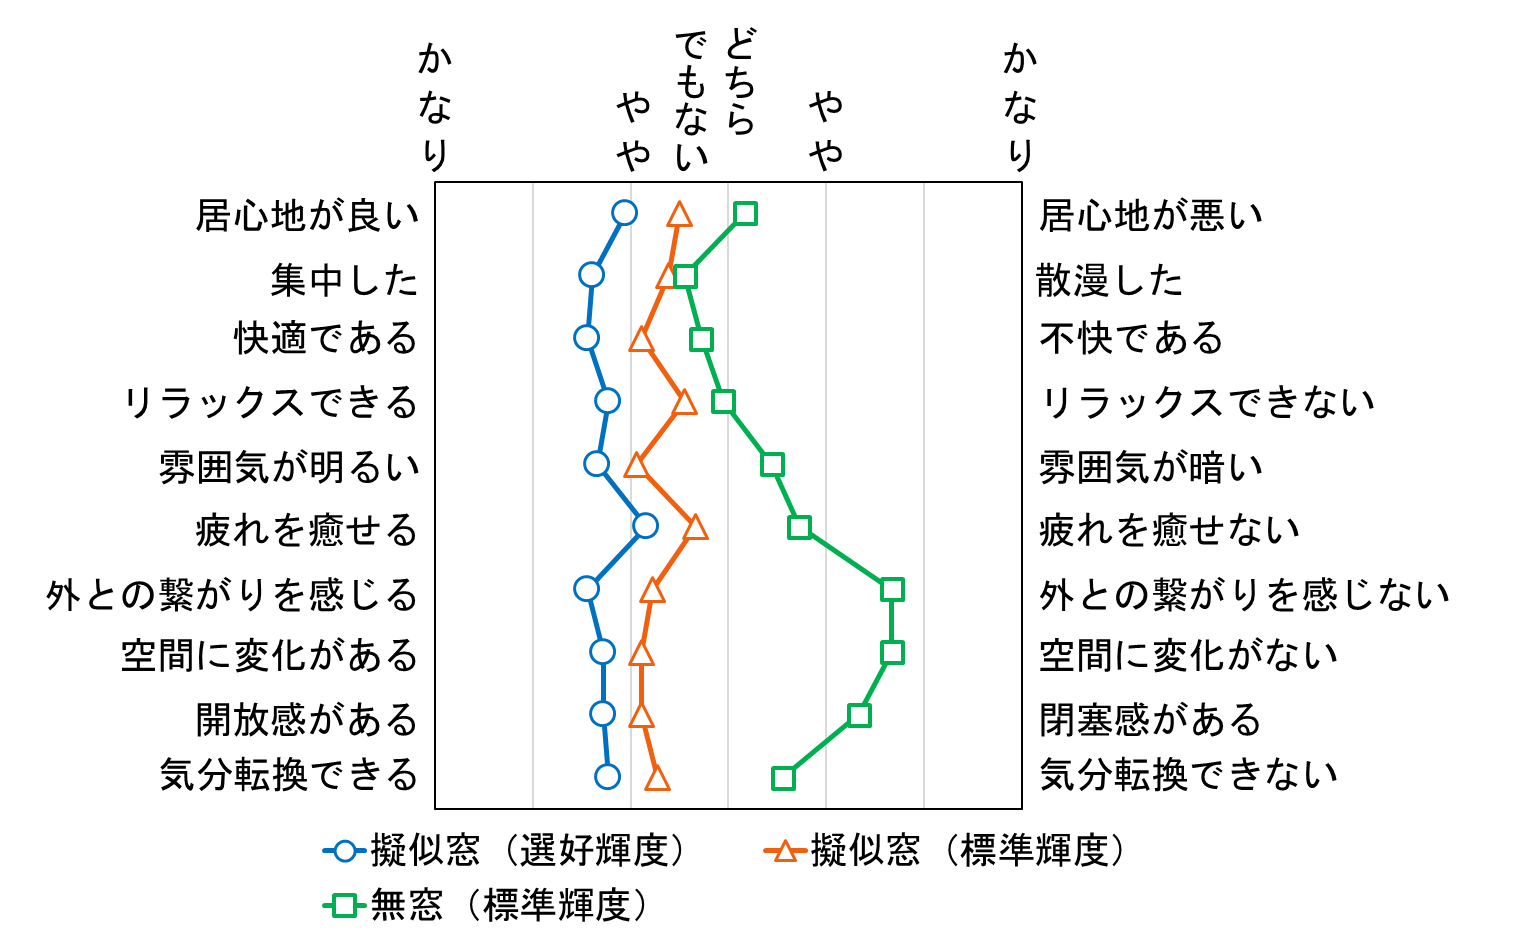 かなり
やや
どちら
でもない
やや
かなり
居心地が良い 居心地が悪い
集中した 散漫した
快適である 不快である
リラックスできる リラックスできない
雰囲気が明るい 雰囲気が暗い
疲れを癒せる 疲れを癒せない
外との繋がりを感じる 外との繋がりを感じない
空間に変化がある 空間に変化がない
開放感がある 閉塞感がある
気分転換できる 気分転換できない
擬似窓（選好輝度） 擬似窓（標準輝度）
無窓（標準輝度）